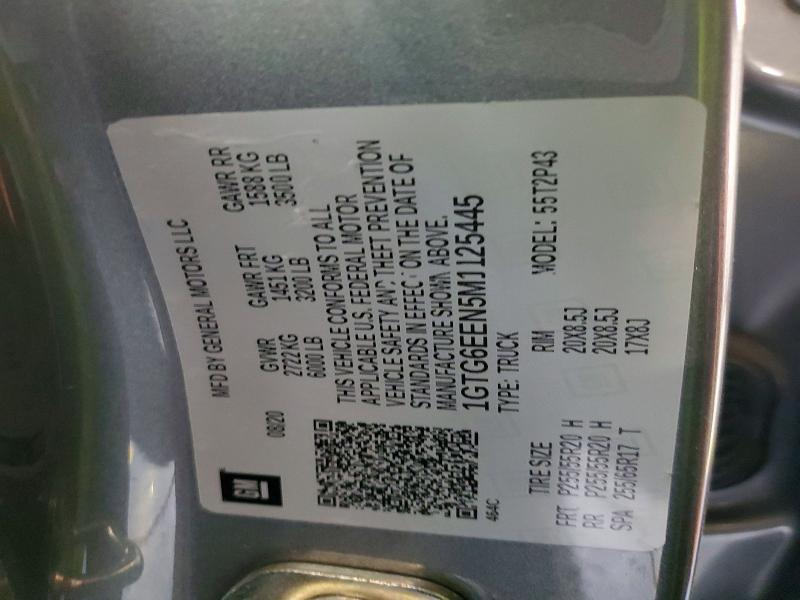 GM
MFD BY GENERAL MOTORS LLC
08/20
GVWR GAWR FRT GAWR RR
2722 KG 1451 KG 1588 KG
6000 LB 3200 LB 3500 LB
THIS VEHICLE CONFORMS TO ALL
APPLICABLE U.S. FEDERAL MOTOR
VEHICLE SAFETY AND THEFT PREVENTION
STANDARDS IN EFFECT ON THE DATE OF
MANUFACTURE SHOWN ABOVE.
1GTG6EEN5M1125445
TYPE: TRUCK MODEL: 55T2P43
464C
TIRE SIZE RIM
FRT P255/55R20 H 20X8.5J
RR P255/55R20 H 20X8.5J
SPA 255/65R17 T 17X8J